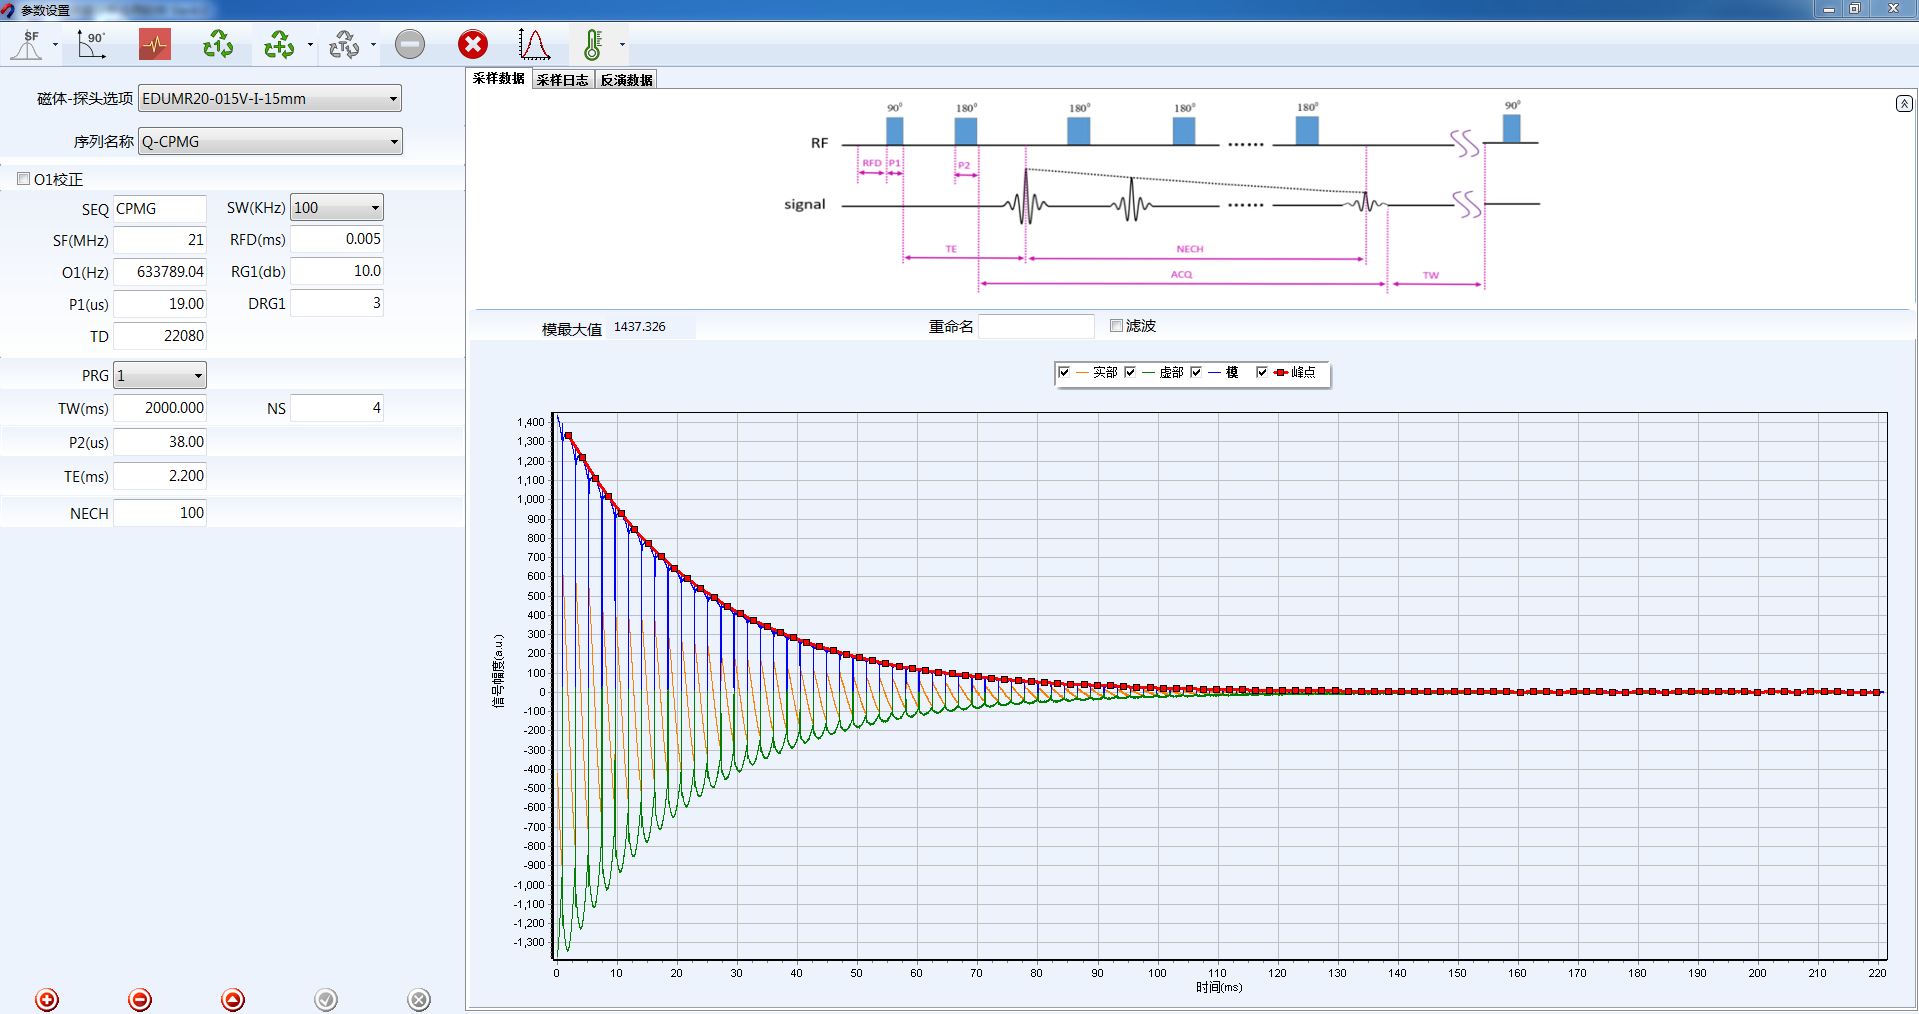 参数设置
SF
90°
磁体-探头选项 EDUMR20-015V-I-15mm
序列名称 Q-CPMG
O1校正
SEQ CPMG SW(KHz) 100
SF(MHz) 21 RFD(ms) 0.005
O1(Hz) 633789.04 RG1(db) 10.0
P1(us) 19.00 DRG1 3
TD 22080
PRG 1
TW(ms) 2000.000 NS 4
P2(us) 38.00
TE(ms) 2.200
NECH 100
采样数据 采样日志 反演数据
90° 180° 180° 180° 180° 90°
RF
RFD P1 P2
signal
TE NECH
ACQ TW
模最大值 1437.326 重命名 滤波
实部 虚部 模 峰点
1,400
1,300
1,200
1,100
1,000
900
800
700
600
500
400
300
200
100
0
-100
-200
-300
-400
-500
-600
-700
-800
-900
-1,000
-1,100
-1,200
-1,300
信号幅度(a.u.)
0 10 20 30 40 50 60 70 80 90 100 110 120 130 140 150 160 170 180 190 200 210 220
时间(ms)